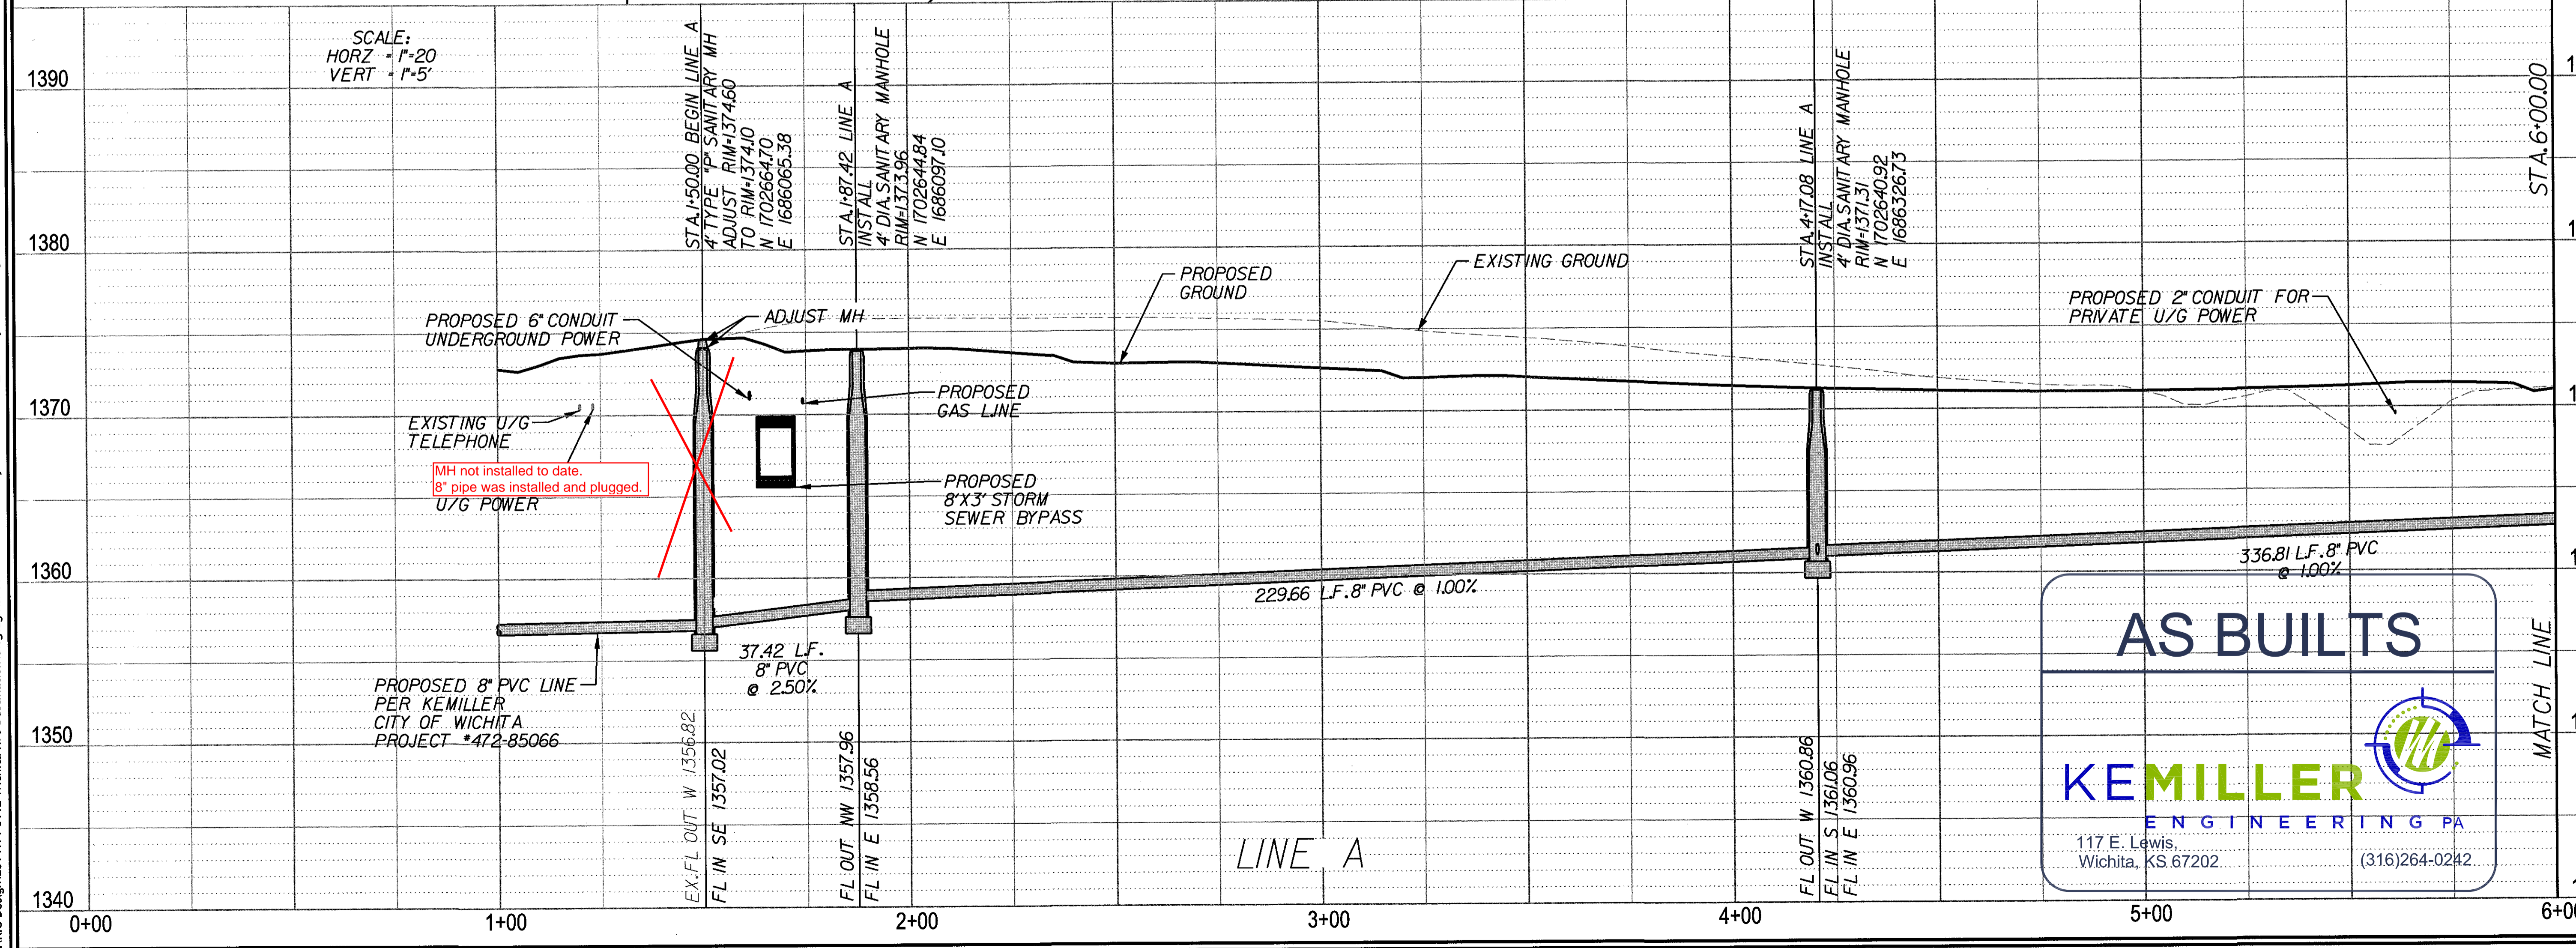 SCALE:
HORZ = 1"=20
VERT = 1"=5'
1390
1380
1370
1360
1350
1340
STA.1+50.00 BEGIN LINE A
4' TYPE "P" SANITARY MH
ADJUST RIM=1374.60
TO RIM=1374.10
N 1702664.70
E 1686065.38
STA.1+87.42 LINE A
INSTALL
4' DIA.SANITARY MANHOLE
RIM=1373.96
N 1702644.84
E 1686097.10
STA.4+17.08 LINE A
INSTALL
4' DIA.SANITARY MANHOLE
RIM=1371.31
N 1702640.92
E 1686326.73
STA.6+00.00
PROPOSED 6" CONDUIT
UNDERGROUND POWER
ADJUST MH
PROPOSED
GROUND
EXISTING GROUND
PROPOSED 2" CONDUIT FOR
PRIVATE U/G POWER
EXISTING U/G
TELEPHONE
MH not installed to date.
8" pipe was installed and plugged.
U/G POWER
PROPOSED
GAS LINE
PROPOSED
8'X3' STORM
SEWER BYPASS
PROPOSED 8" PVC LINE
PER KEMILLER
CITY OF WICHITA
PROJECT #472-85066
37.42 L.F.
8" PVC
@ 2.50%
229.66 L.F. 8" PVC @ 1.00%
336.81 L.F. 8" PVC
@ 1.00%
EX.FL OUT W 1356.82
FL IN SE 1357.02
FL OUT NW 1357.96
FL IN E 1358.56
FL OUT W 1360.86
FL IN S 1361.06
FL IN E 1360.96
LINE A
MATCH LINE
AS BUILTS
KEMILLER
ENGINEERING PA
117 E. Lewis,
Wichita, KS 67202
(316)264-0242
0+00
1+00
2+00
3+00
4+00
5+00